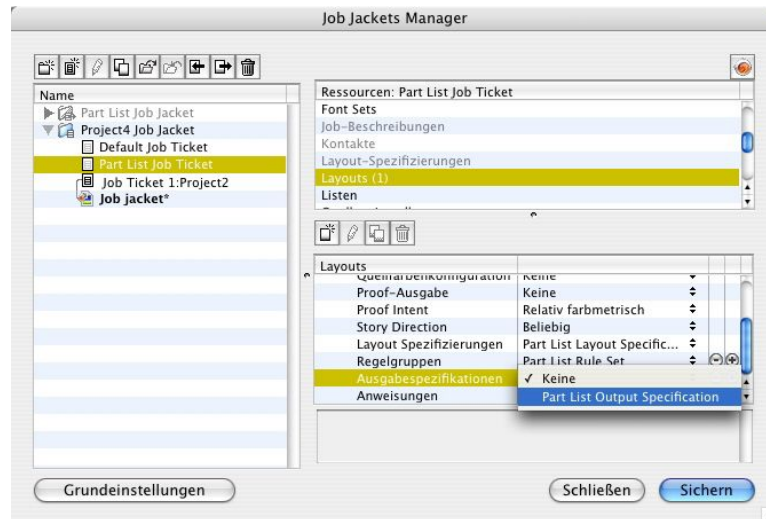 Job Jackets Manager
Name
Part List Job Jacket
Project4 Job Jacket
Default Job Ticket
Part List Job Ticket
Job Ticket 1:Project2
Job jacket*
Ressourcen: Part List Job Ticket
Font Sets
Job-Beschreibungen
Kontakte
Layout-Spezifizierungen
Layouts (1)
Listen
Layouts
Quellfarbenkonfiguration Keine
Proof-Ausgabe Keine
Proof Intent Relativ farbmetrisch
Story Direction Beliebig
Layout Spezifizierungen Part List Layout Specific...
Regelgruppen Part List Rule Set
Ausgabespezifikationen ✓ Keine
Anweisungen Part List Output Specification
Grundeinstellungen
Schließen
Sichern